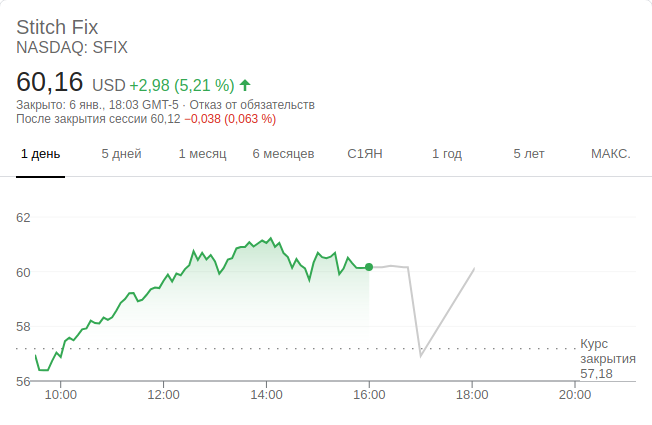 Stitch Fix
NASDAQ: SFIX
60,16 USD +2,98 (5,21 %)
Закрыто: 6 янв., 18:03 GMT-5 · Отказ от обязательств
После закрытия сессии 60,12 −0,038 (0,063 %)
1 день 5 дней 1 месяц 6 месяцев С1ЯН 1 год 5 лет МАКС.
62
60
58
Курс
закрытия
57,18
56
10:00 12:00 14:00 16:00 18:00 20:00